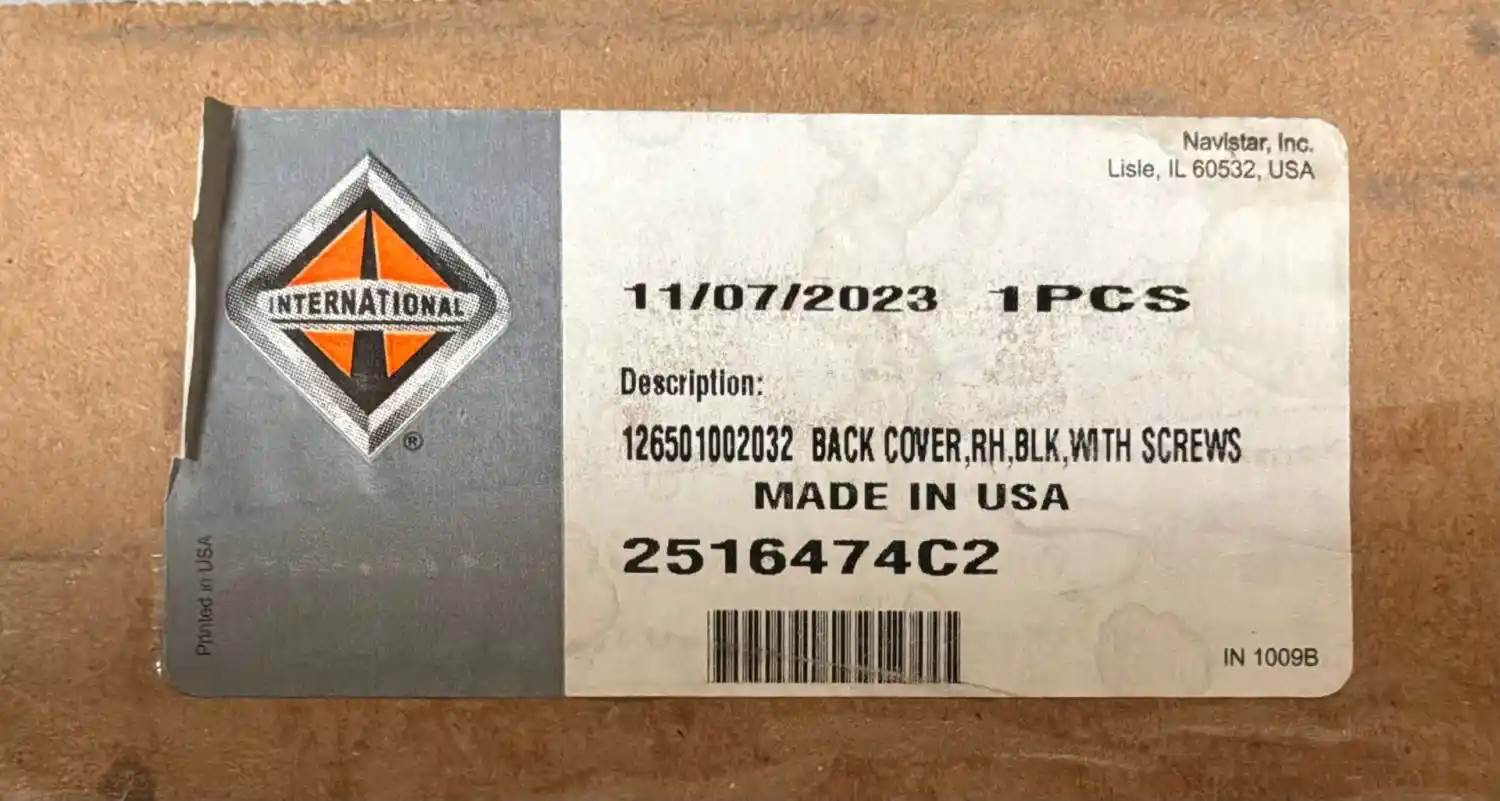 Navistar, Inc.
Lisle, IL 60532, USA
INTERNATIONAL
®
11/07/2023 1PCS
Description:
126501002032 BACK COVER,RH,BLK,WITH SCREWS
MADE IN USA
2516474C2
Printed in USA
IN 1009B